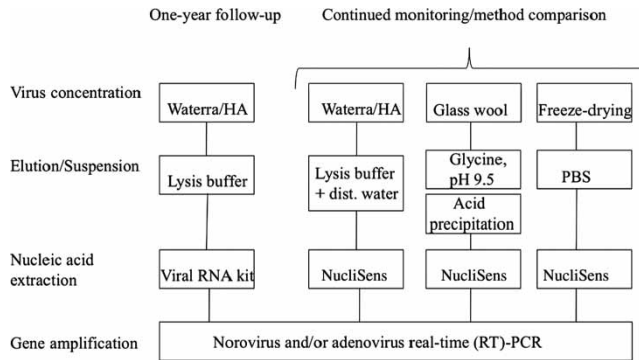 One-year follow-up
Continued monitoring/method comparison
Virus concentration
Waterra/HA
Waterra/HA
Glass wool
Freeze-drying
Elution/Suspension
Lysis buffer
Lysis buffer
+ dist. water
Glycine,
pH 9.5
Acid
precipitation
PBS
Nucleic acid
extraction
Viral RNA kit
NucliSens
NucliSens
NucliSens
Gene amplification
Norovirus and/or adenovirus real-time (RT)-PCR